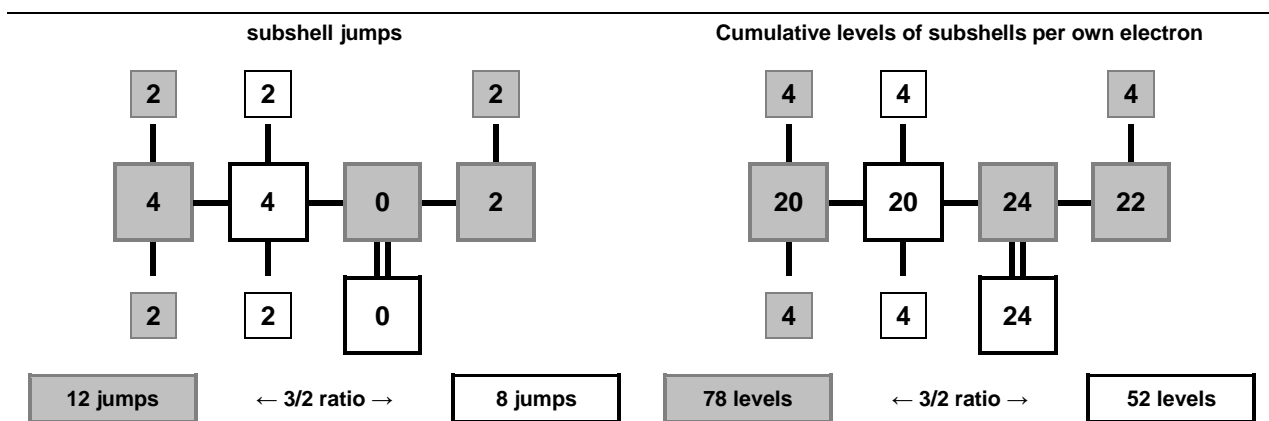 subshell jumps
2 2 2
4 4 0 2
2 2 0
12 jumps ← 3/2 ratio → 8 jumps
Cumulative levels of subshells per own electron
4 4 4
20 20 24 22
4 4 24
78 levels ← 3/2 ratio → 52 levels